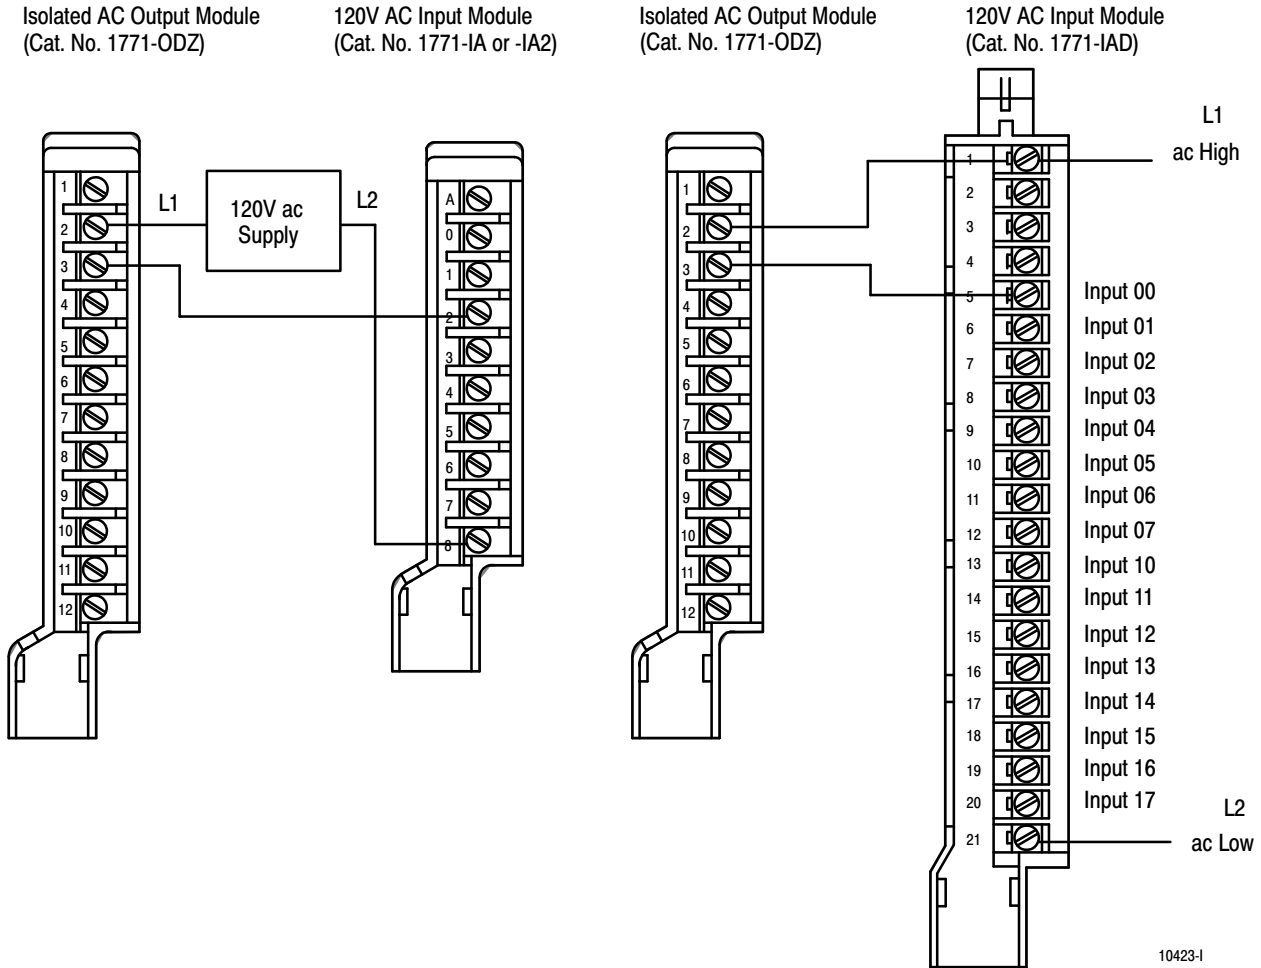 Isolated AC Output Module
(Cat. No. 1771-ODZ)
120V AC Input Module
(Cat. No. 1771-IA or -IA2)
1
2
3
4
5
6
7
8
9
10
11
12
L1
120V ac
Supply
L2
A
0
1
2
3
4
5
6
7
8
Isolated AC Output Module
(Cat. No. 1771-ODZ)
120V AC Input Module
(Cat. No. 1771-IAD)
1
2
3
4
5
6
7
8
9
10
11
12
L1
ac High
1
2
3
4
5
Input 00
6
Input 01
7
Input 02
8
Input 03
9
Input 04
10
Input 05
11
Input 06
12
Input 07
13
Input 10
14
Input 11
15
Input 12
16
Input 13
17
Input 14
18
Input 15
19
Input 16
20
Input 17
21
L2
ac Low
10423-I